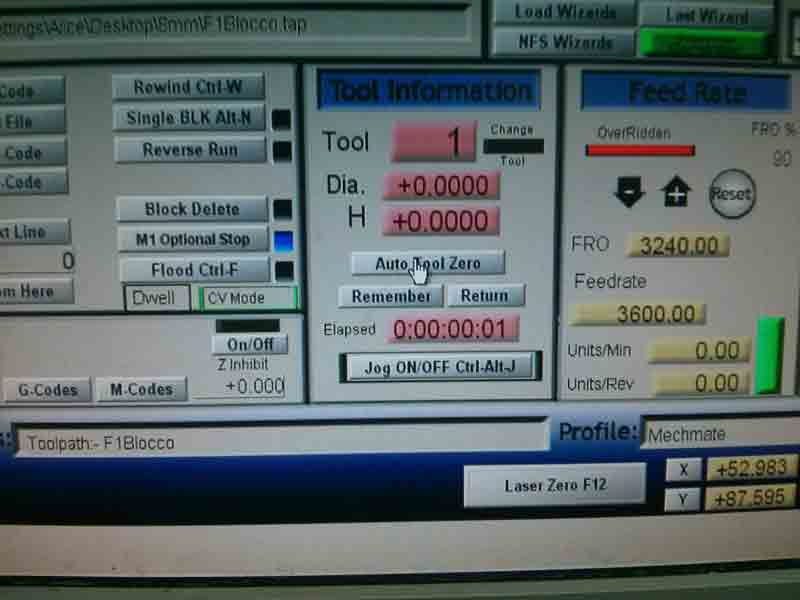 ettings\Alice\Desktop\8mm\F1Blocco.tap
Load Wizards
Last Wizard
NFS Wizards
Code
File
Code
-Code
xt Line
0
om Here
Rewind Ctrl-W
Single BLK Alt-N
Reverse Run
Block Delete
M1 Optional Stop
Flood Ctrl-F
Dwell
CV Mode
On/Off
Z Inhibit
+0.000
G-Codes
M-Codes
Tool Information
Tool
1
Change
Tool
Dia.
+0.0000
H
+0.0000
Auto Tool Zero
Remember
Return
Elapsed
0:00:00:01
Jog ON/OFF Ctrl-Alt-J
Feed Rate
OverRidden
FRO %
90
Reset
FRO
3240.00
Feedrate
3600.00
Units/Min
0.00
Units/Rev
0.00
s:
Toolpath:- F1Blocco
Profile:
Mechmate
Laser Zero F12
X
+52.983
Y
+87.595